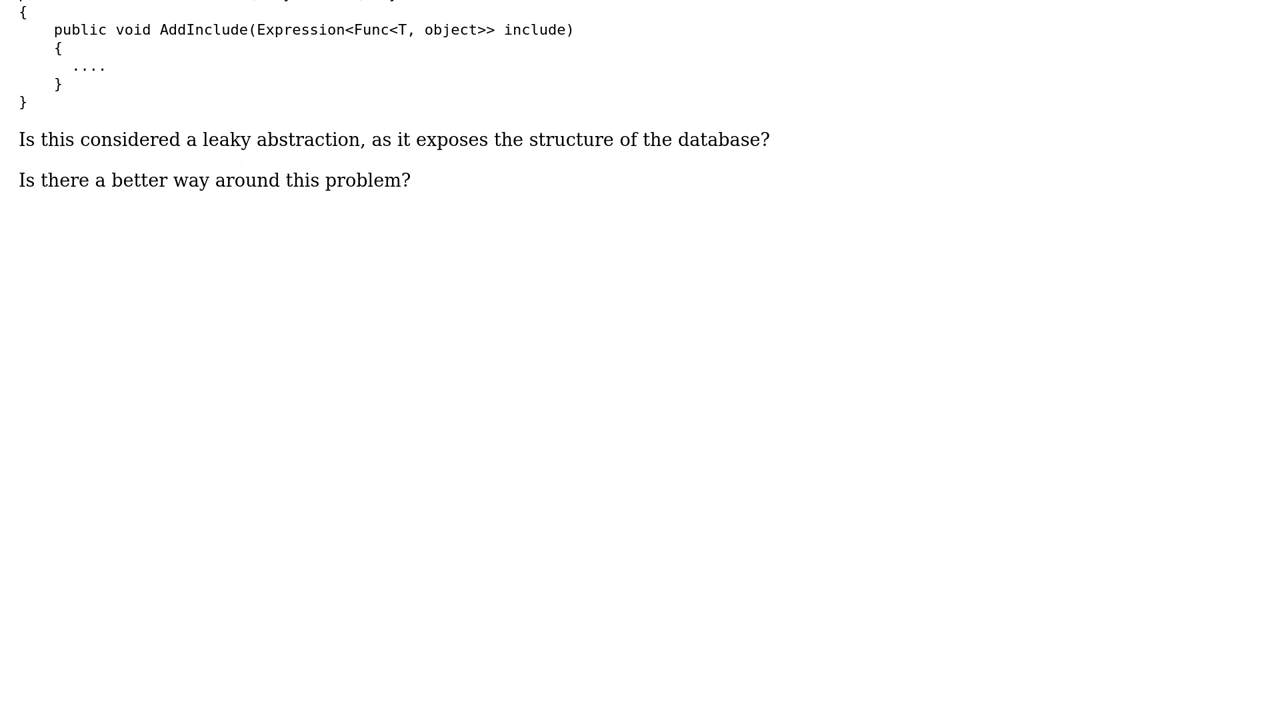 {
    public void AddInclude(Expression<Func<T, object>> include)
    {
      ....
    }
}
Is this considered a leaky abstraction, as it exposes the structure of the database?
Is there a better way around this problem?